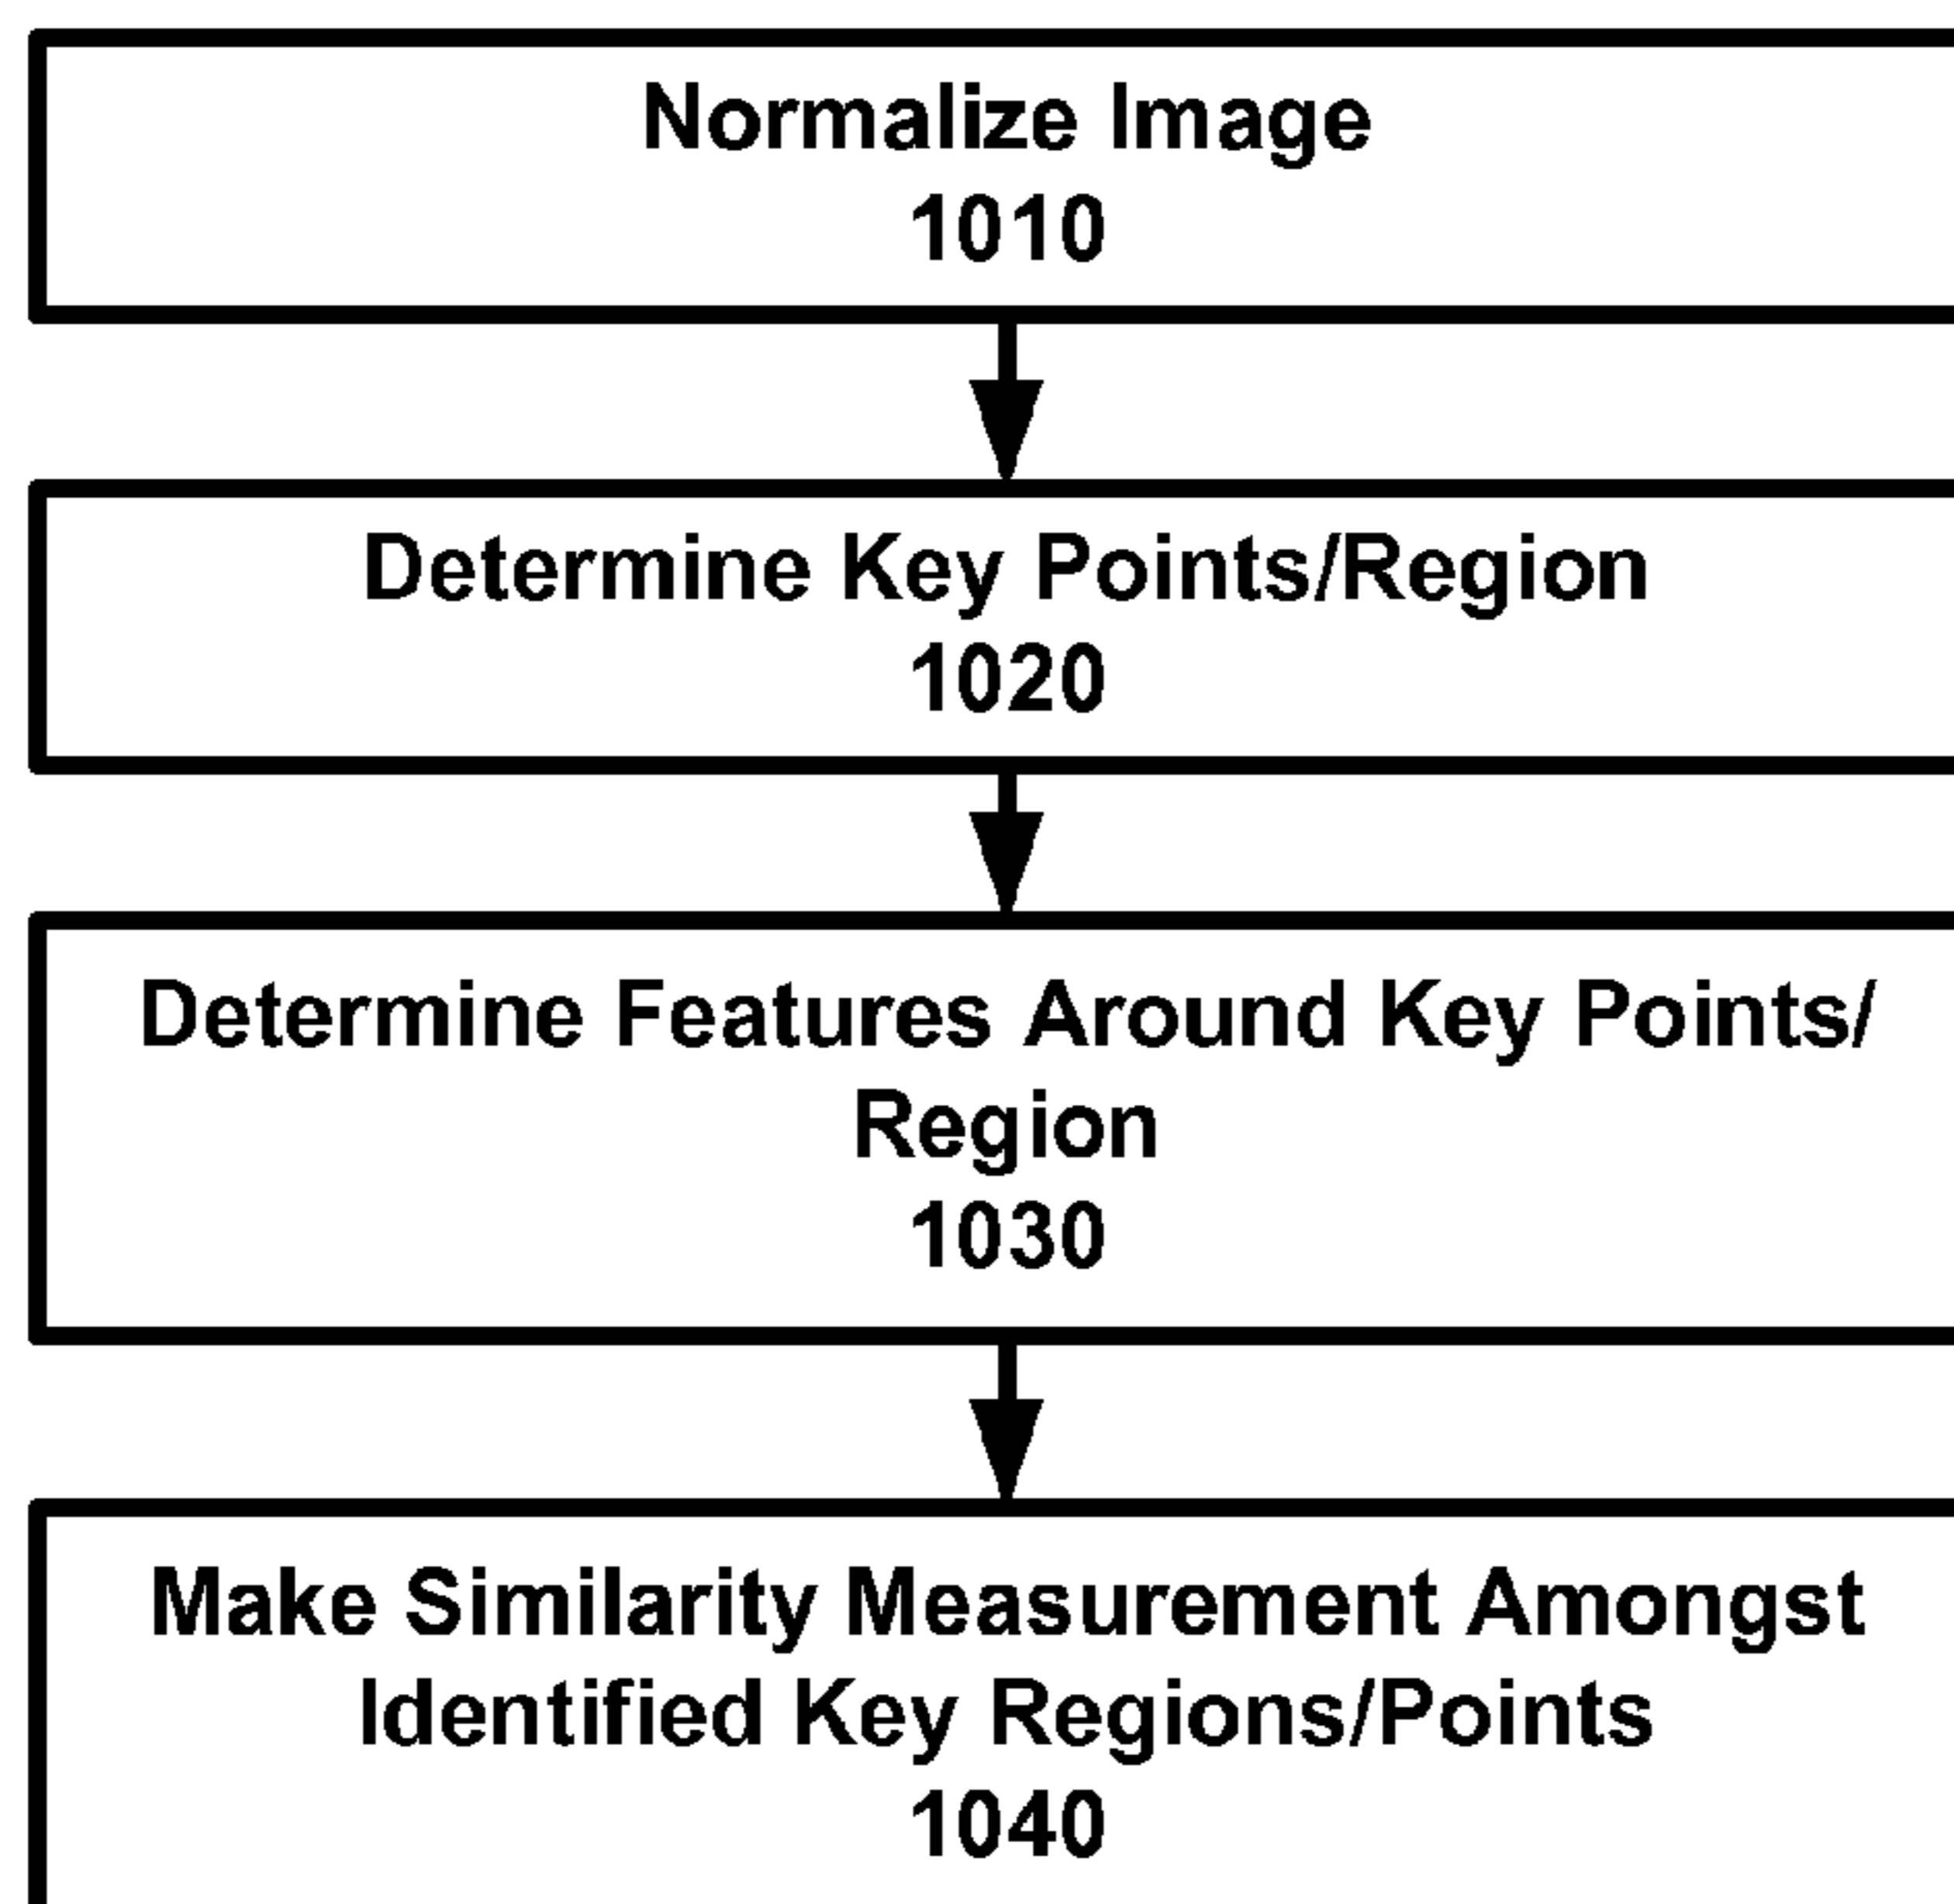 Normalize Image
1010
Determine Key Points/Region
1020
Determine Features Around Key Points/
Region
1030
Make Similarity Measurement Amongst
Identified Key Regions/Points
1040